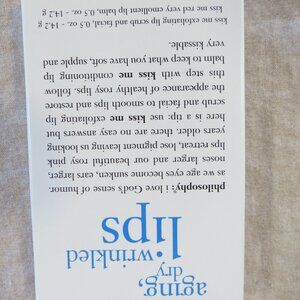 aging,
dry
wrinkled
lips
philosophy: i love God's sense of humor.
as we age eyes become sunken, ears larger,
noses larger and our beautiful rosy pink
lips retreat, lose pigment leaving us looking
years older. there are no easy answers but
here is a tip: use kiss me exfoliating lip
scrub and facial to smooth lips and restore
the appearance of healthy rosy lips. follow
this step with kiss me conditioning lip
balm to keep what you have soft, supple and
very kissable.
kiss me exfoliating lip scrub and facial, 0.5 oz. - 14.2 g
kiss me red very red lip emollient lip balm, 0.5 oz. - 14.2 g